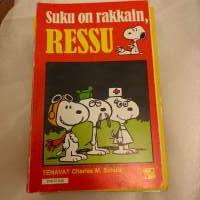 Suku on rakkain,
RESSU
TENAVAT Charles M. Schulz